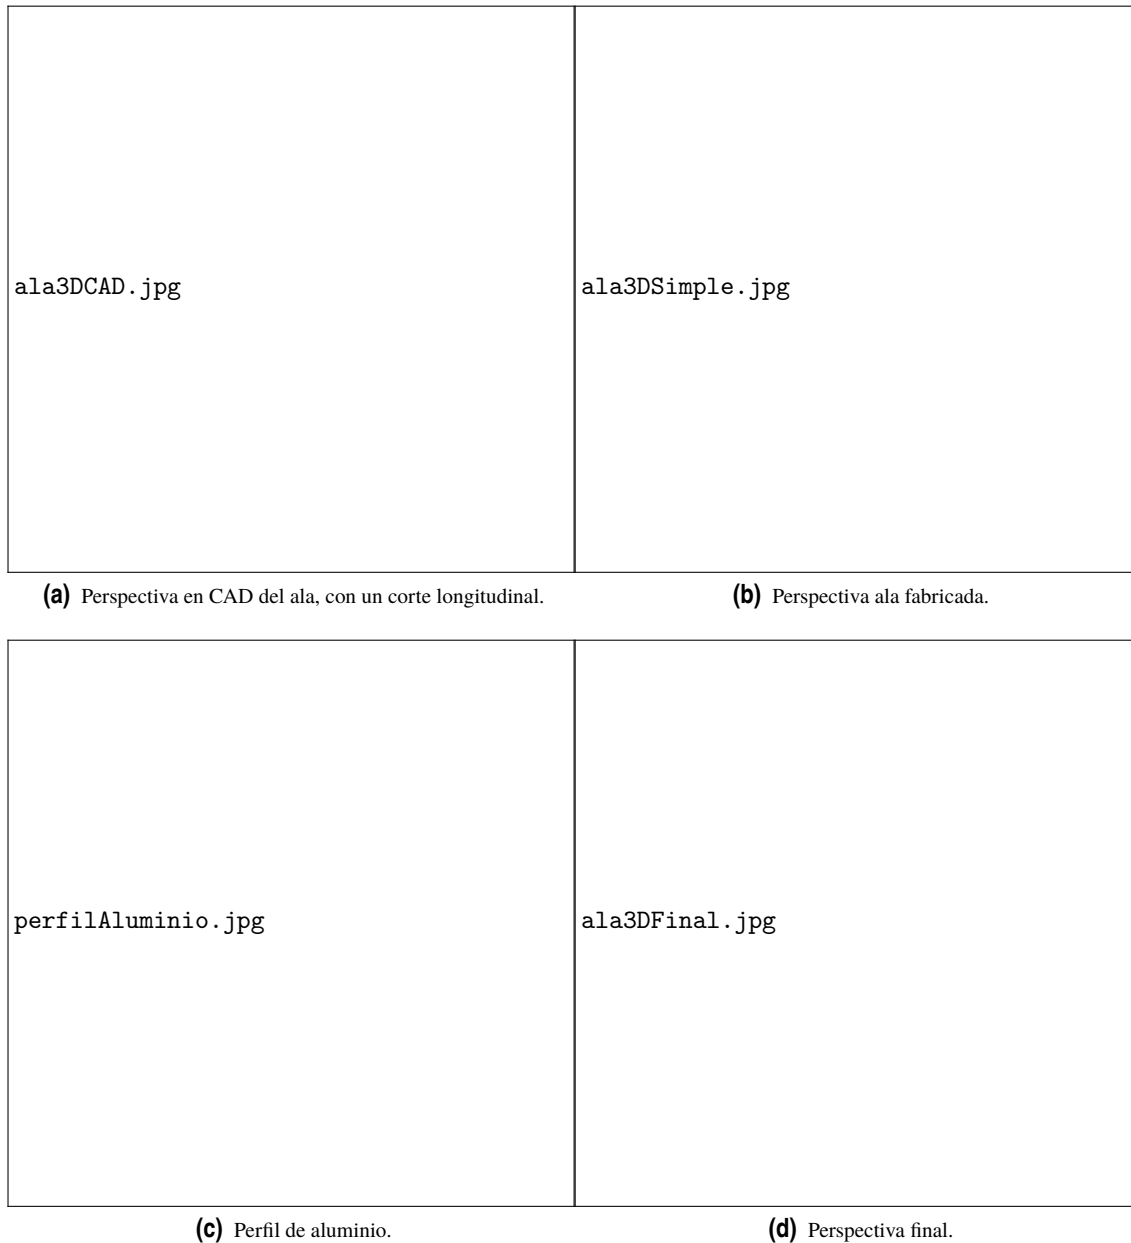 ala3DCAD.jpg
ala3DSimple.jpg
(a) Perspectiva en CAD del ala, con un corte longitudinal.
(b) Perspectiva ala fabricada.
perfilAluminio.jpg
ala3DFinal.jpg
(c) Perfil de aluminio.
(d) Perspectiva final.